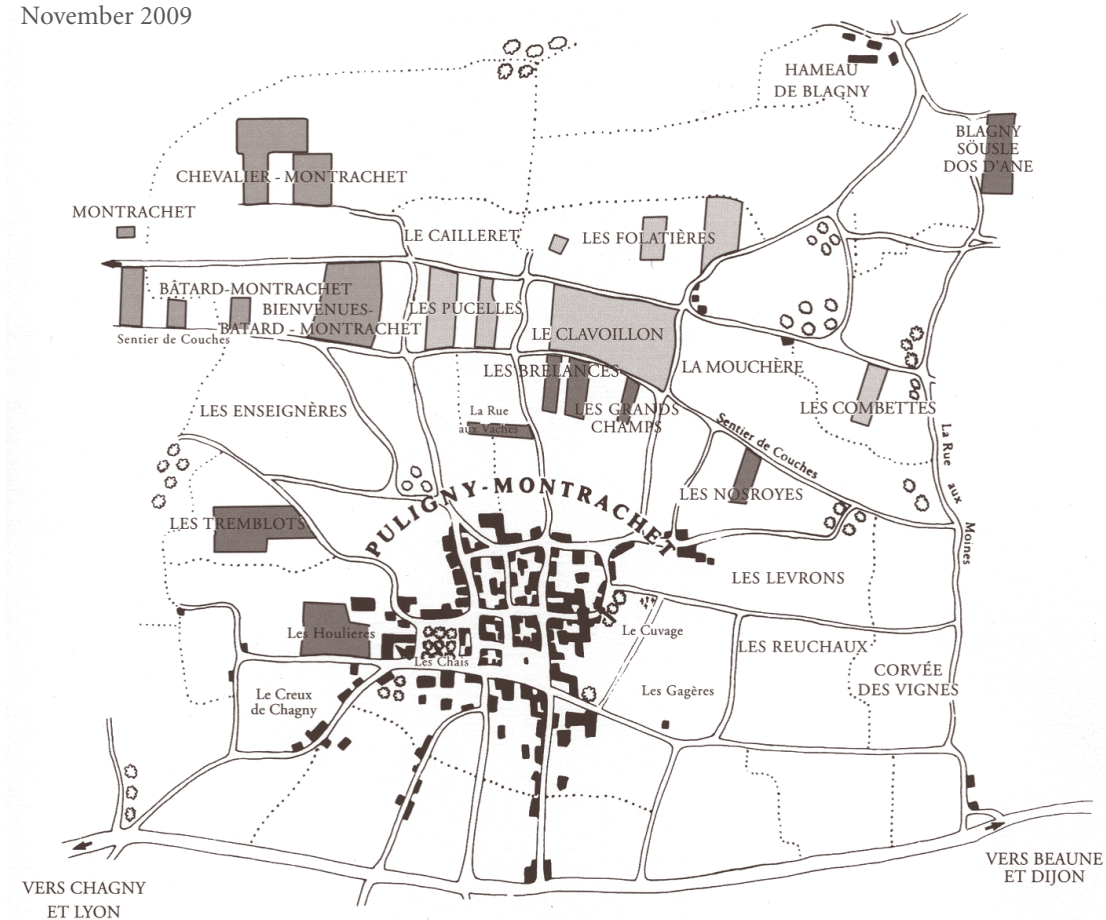 November 2009
HAMEAU
DE BLAGNY
BLAGNY
SÖUSLE
DOS D'ANE
CHEVALIER - MONTRACHET
MONTRACHET
LE CAILLERET
LES FOLATIÈRES
BÂTARD-MONTRACHET
BIENVENUES-
BATARD - MONTRACHET
LES PUCELLES
LE CLAVOILLON
Sentier de Couches
LES BRELANCES
LA MOUCHÈRE
LES ENSEIGNÈRES
La Rue
aux Vaches
LES GRANDS
CHAMPS
LES COMBETTES
Sentier de Couches
La Rue aux Moines
LES NOSROYES
PULIGNY-MONTRACHET
LES TREMBLOTS
LES LEVRONS
Les Houlieres
Le Cuvage
LES REUCHAUX
Les Chais
CORVÉE
DES VIGNES
Le Creux
de Chagny
Les Gagères
VERS CHAGNY
ET LYON
VERS BEAUNE
ET DIJON